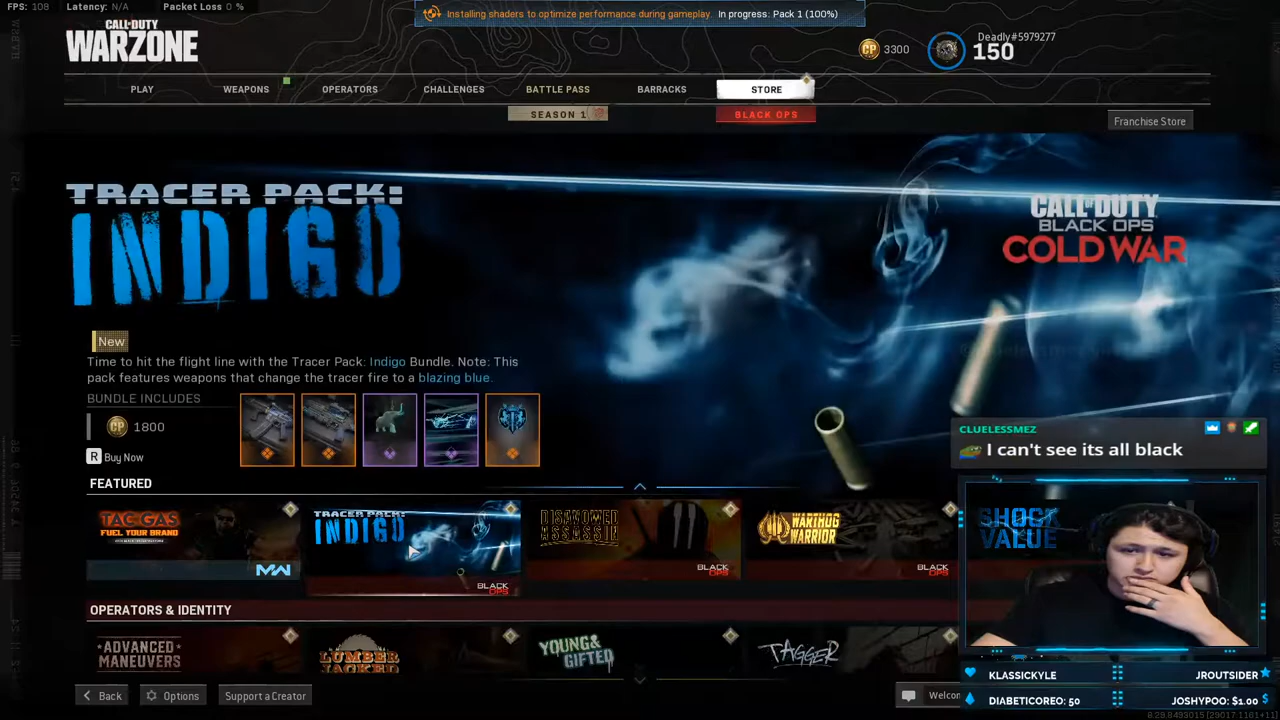 FPS: 108 Latency: N/A Packet Loss 0 %
Installing shaders to optimize performance during gameplay. In progress: Pack 1 (100%)
CALL OF DUTY
WARZONE
CP 3300
Deadly#5979277
150
PLAY WEAPONS OPERATORS CHALLENGES BATTLE PASS BARRACKS STORE
SEASON 1 BLACK OPS
Franchise Store
TRACER PACK:
INDIGO
CALL OF DUTY
BLACK OPS
COLD WAR
New
Time to hit the flight line with the Tracer Pack: Indigo Bundle. Note: This
pack features weapons that change the tracer fire to a blazing blue.
BUNDLE INCLUDES
CP 1800
R Buy Now
CLUELESSMEZ
I can't see its all black
FEATURED
TAC GAS
FUEL YOUR BRAND
MW
TRACER PACK:
INDIGO
BLACK OPS
DISAVOWED
ASSASSIN
BLACK OPS
WARTHOG
WARRIOR
BLACK OPS
SHOCK
VALUE
OPERATORS & IDENTITY
ADVANCED
MANEUVERS
LUMBER
JACKED
YOUNG&
GIFTED
TAGGER
Back Options Support a Creator
Welcom
KLASSICKYLE JROUTSIDER
DIABETICOREO: 50 JOSHYPOO: $1.00